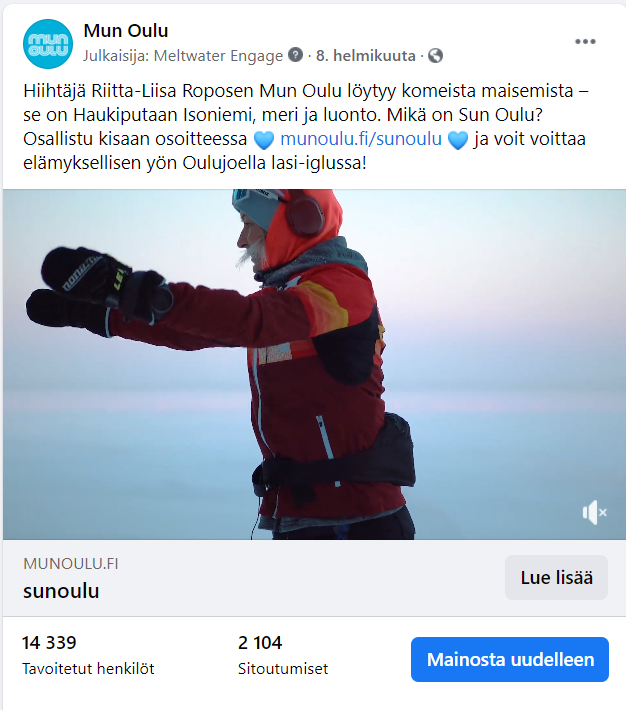 mun
oulu
Mun Oulu
Julkaisija: Meltwater Engage ? · 8. helmikuuta ·
Hiihtäjä Riitta-Liisa Roposen Mun Oulu löytyy komeista maisemista –
se on Haukiputaan Isoniemi, meri ja luonto. Mikä on Sun Oulu?
Osallistu kisaan osoitteessa 💙 munoulu.fi/sunoulu 💙 ja voit voittaa
elämyksellisen yön Oulujoella lasi-iglussa!
MUNOULU.FI
sunoulu
Lue lisää
14 339
Tavoitetut henkilöt
2 104
Sitoutumiset
Mainosta uudelleen